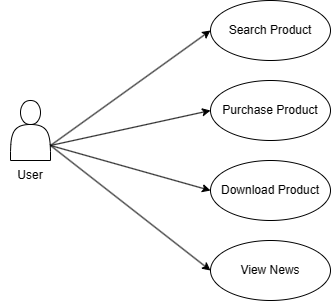 Search Product
Purchase Product
User
Download Product
View News